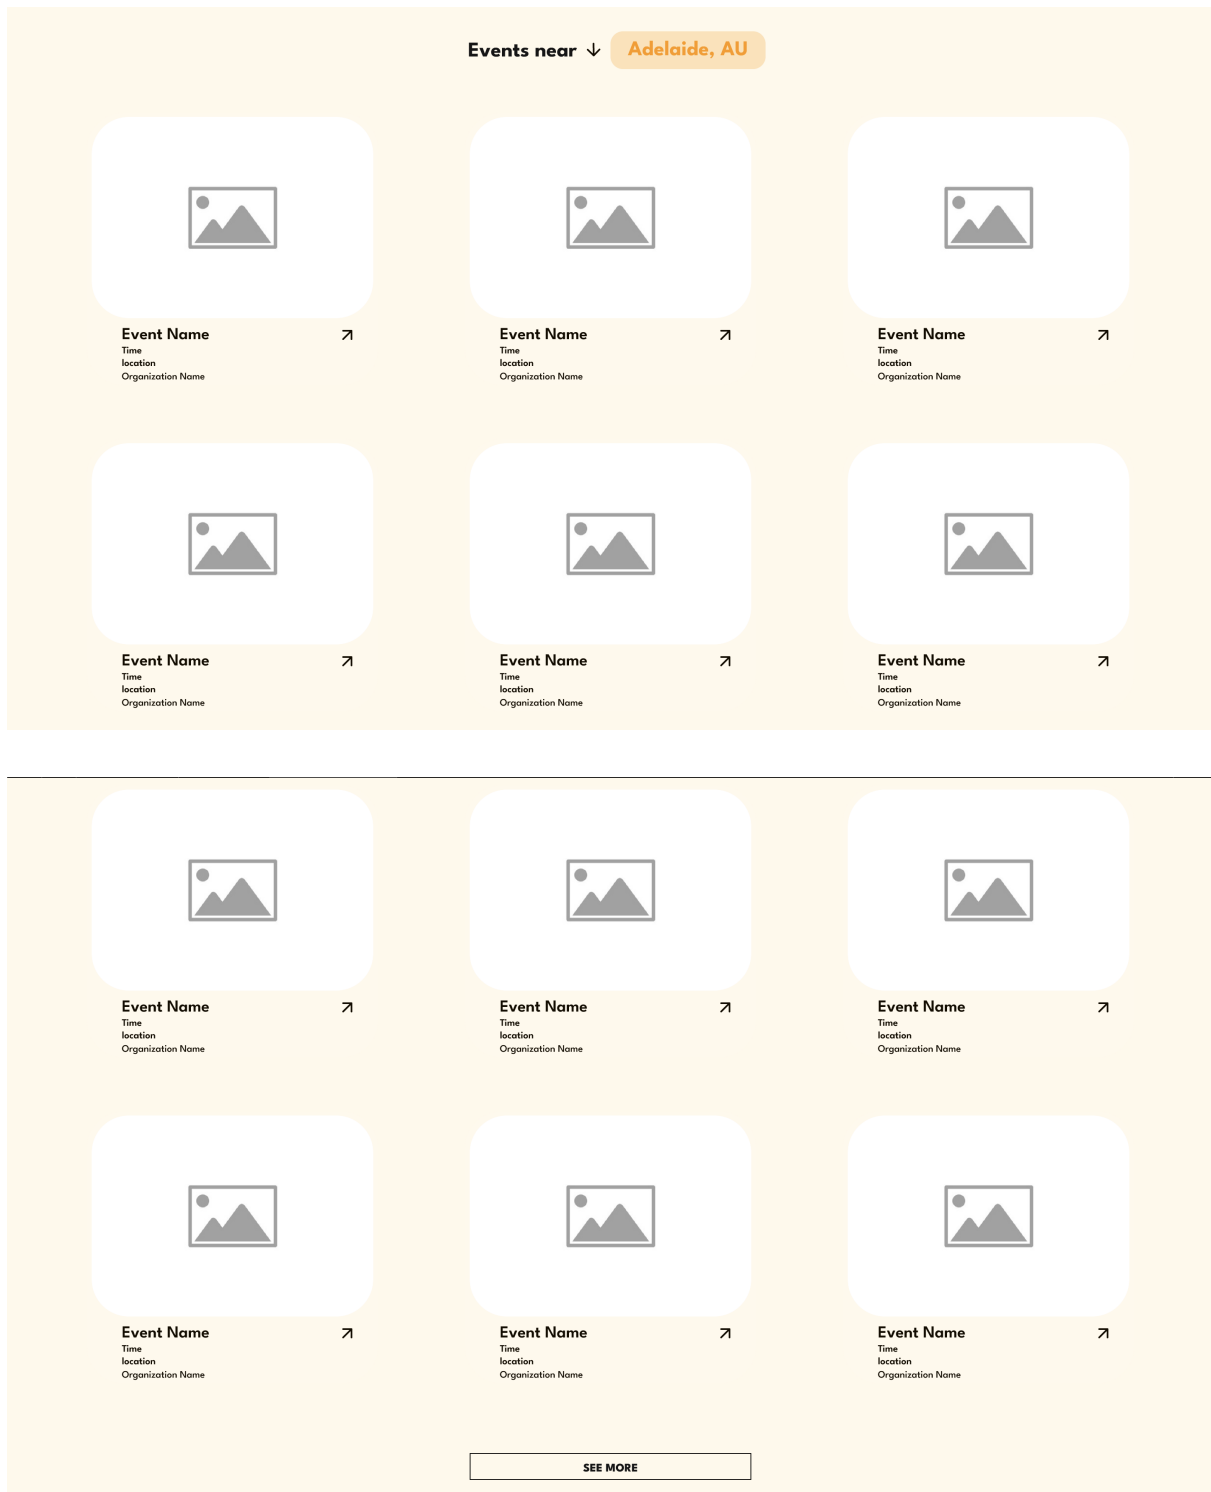 Events near ↓ Adelaide, AU
Event Name
Time
location
Organization Name
Event Name
Time
location
Organization Name
Event Name
Time
location
Organization Name
Event Name
Time
location
Organization Name
Event Name
Time
location
Organization Name
Event Name
Time
location
Organization Name
Event Name
Time
location
Organization Name
Event Name
Time
location
Organization Name
Event Name
Time
location
Organization Name
Event Name
Time
location
Organization Name
Event Name
Time
location
Organization Name
Event Name
Time
location
Organization Name
SEE MORE